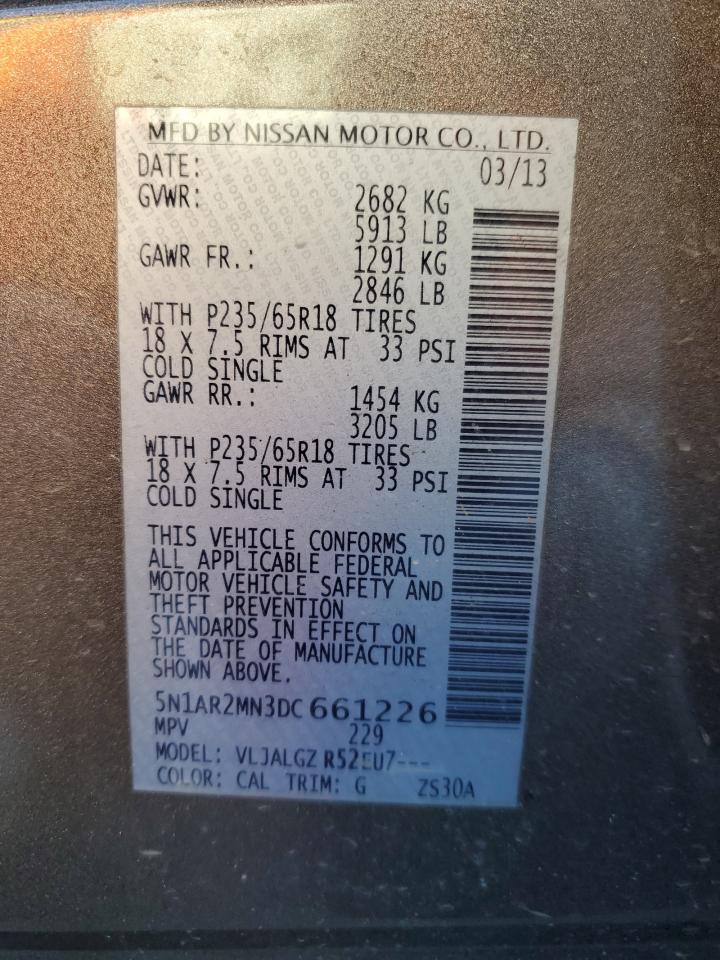 MFD BY NISSAN MOTOR CO., LTD.
DATE: 03/13
GVWR: 2682 KG
5913 LB
GAWR FR.: 1291 KG
2846 LB
WITH P235/65R18 TIRES
18 X 7.5 RIMS AT 33 PSI
COLD SINGLE
GAWR RR.: 1454 KG
3205 LB
WITH P235/65R18 TIRES
18 X 7.5 RIMS AT 33 PSI
COLD SINGLE
THIS VEHICLE CONFORMS TO
ALL APPLICABLE FEDERAL
MOTOR VEHICLE SAFETY AND
THEFT PREVENTION
STANDARDS IN EFFECT ON
THE DATE OF MANUFACTURE
SHOWN ABOVE.
5N1AR2MN3DC661226
MPV 229
MODEL: VLJALGZ R52EU7---
COLOR: CAL TRIM: G ZS30A